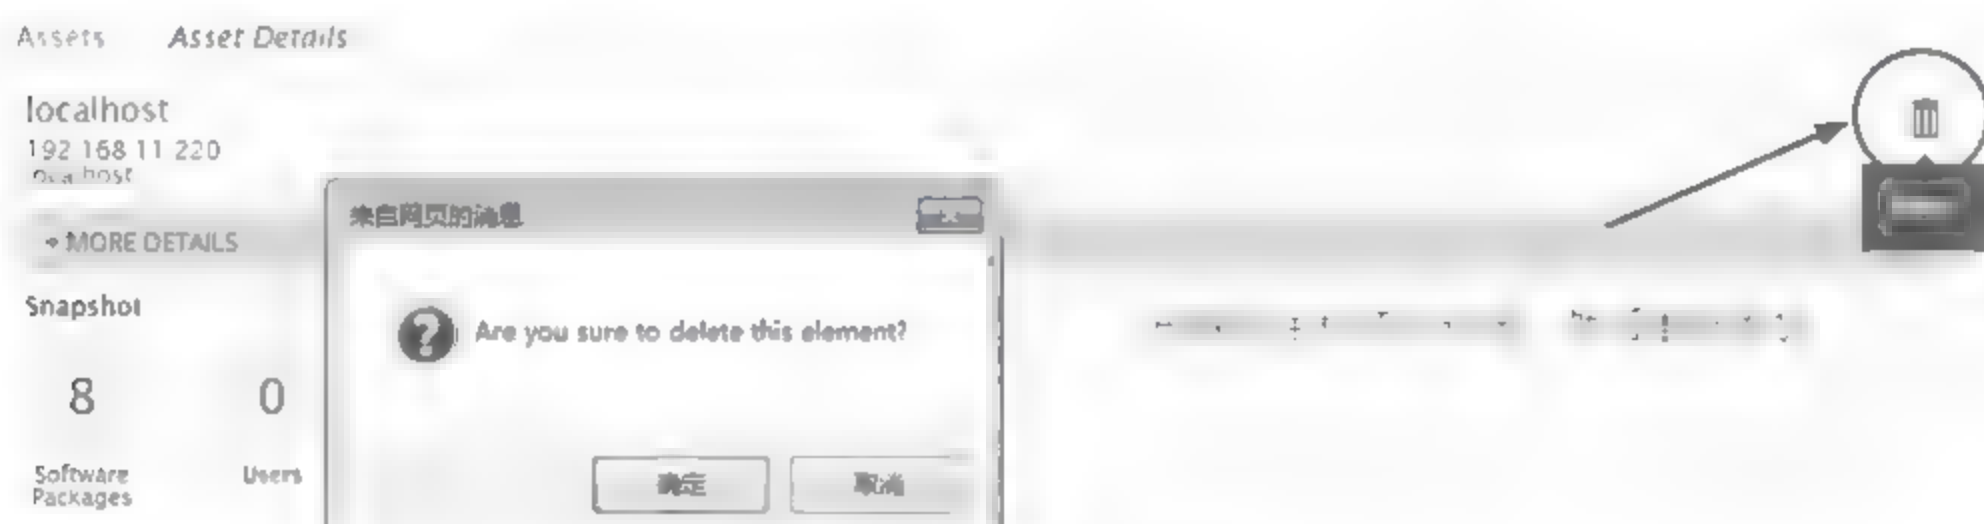 Assets Asset Details
localhost
192 168 11 220
localhost
来自网页的消息
MORE DETAILS
Snapshot
Are you sure to delete this element?
8 0
Software Packages
Users
确定 取消